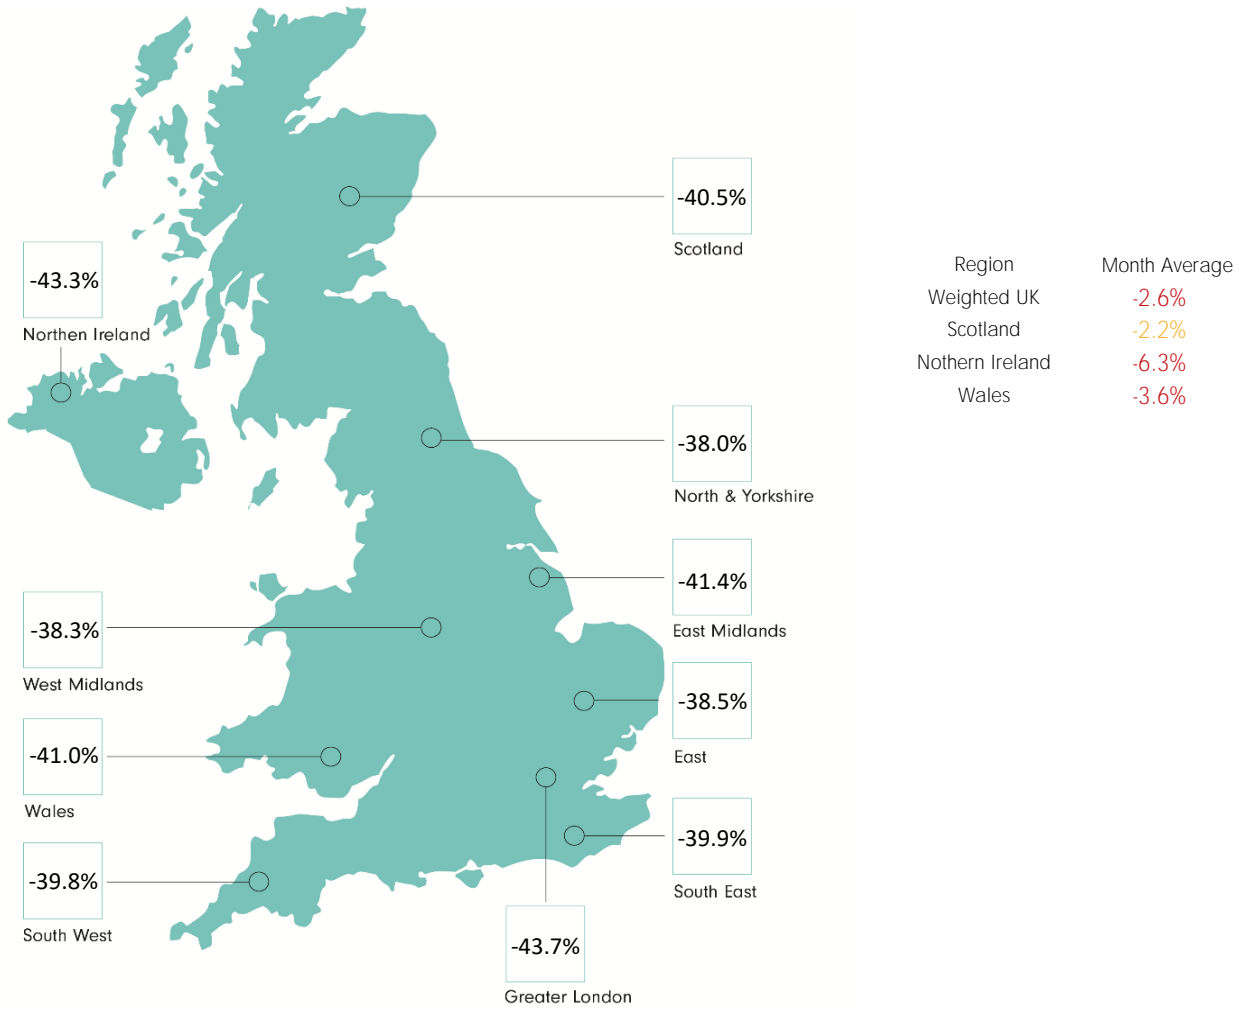 -40.5%
Scotland
-43.3%
Northen Ireland
-38.0%
North & Yorkshire
-41.4%
East Midlands
-38.3%
West Midlands
-38.5%
East
-41.0%
Wales
-39.9%
South East
-39.8%
South West
-43.7%
Greater London
Region Month Average
Weighted UK -2.6%
Scotland -2.2%
Nothern Ireland -6.3%
Wales -3.6%